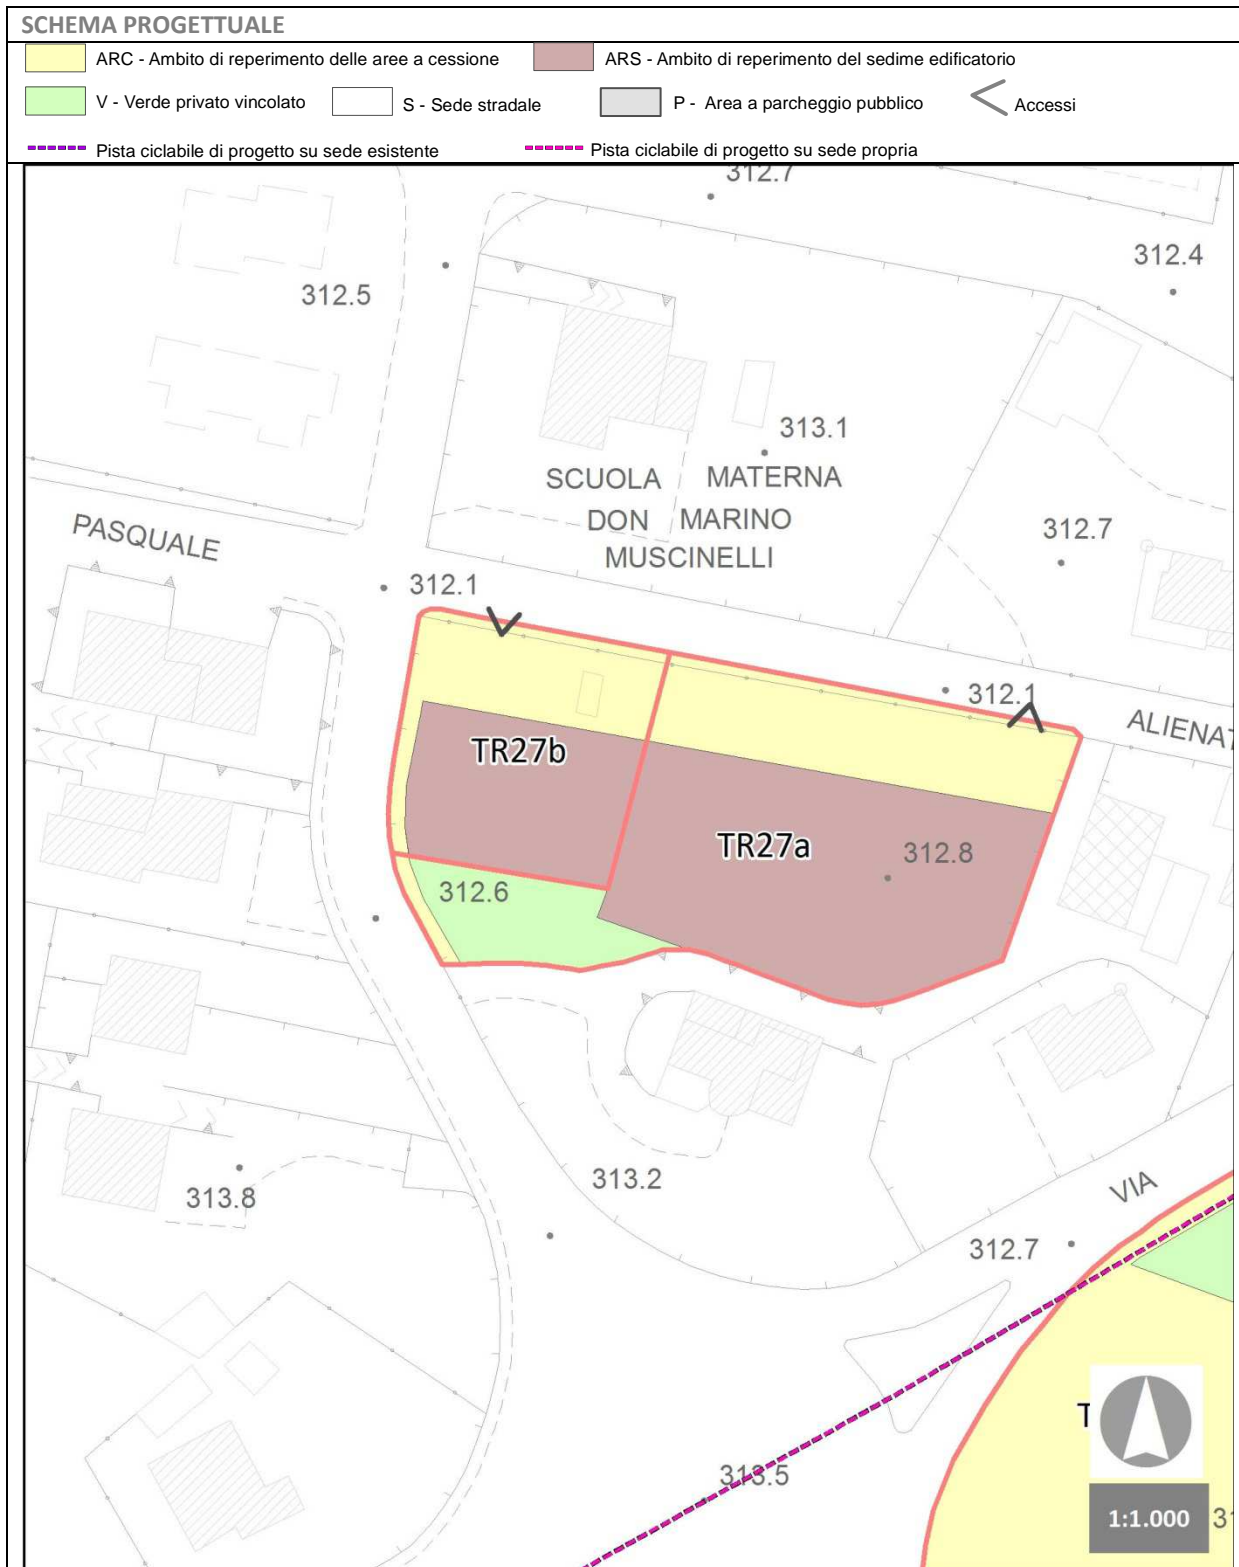 SCHEMA PROGETTUALE
ARC - Ambito di reperimento delle aree a cessione
ARS - Ambito di reperimento del sedime edificatorio
V - Verde privato vincolato
S - Sede stradale
P - Area a parcheggio pubblico
Accessi
Pista ciclabile di progetto su sede esistente
Pista ciclabile di progetto su sede propria
312.7
312.4
312.5
313.1
SCUOLA MATERNA
DON MARINO
MUSCINELLI
PASQUALE
312.7
312.1
312.1
ALIENAT
TR27b
TR27a
312.8
312.6
313.2
313.8
VIA
312.7
T
313.5
1:1.000
31